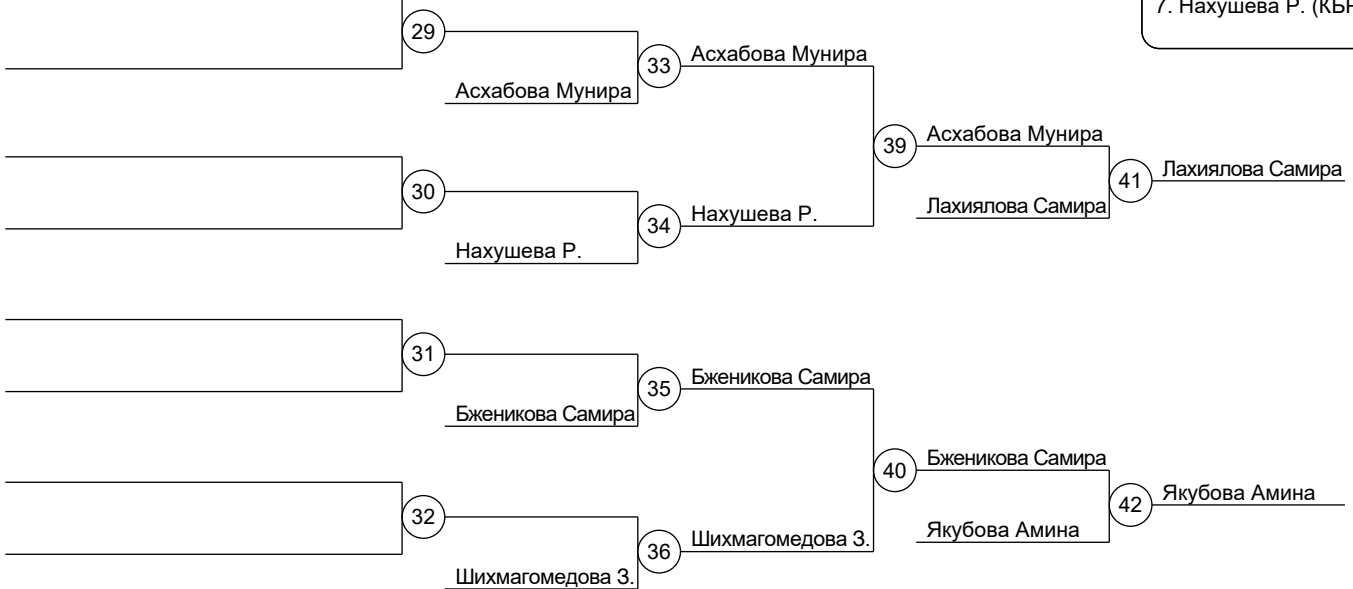 7. Нахушева Р. (КБР
29
33
Асхабова Мунира
Асхабова Мунира
39
Асхабова Мунира
41
Лахиялова Самира
30
Лахиялова Самира
34
Нахушева Р.
Нахушева Р.
31
35
Бженикова Самира
Бженикова Самира
40
Бженикова Самира
42
Якубова Амина
32
Якубова Амина
36
Шихмагомедова З.
Шихмагомедова З.